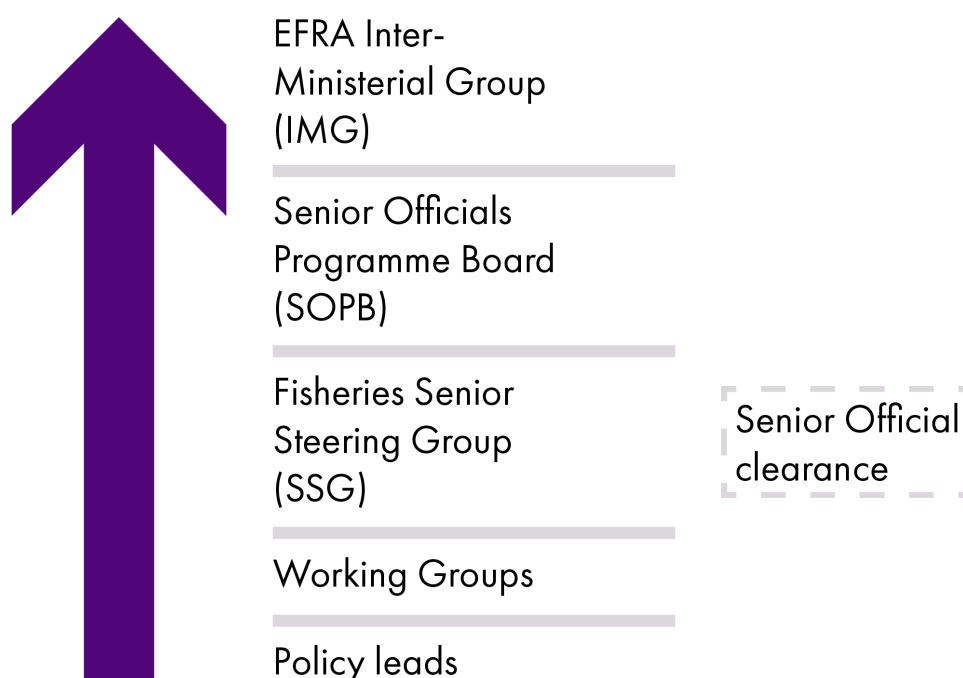 EFRA Inter-
Ministerial Group
(IMG)
Senior Officials
Programme Board
(SOPB)
Fisheries Senior
Steering Group
(SSG)
Senior Official
clearance
Working Groups
Policy leads